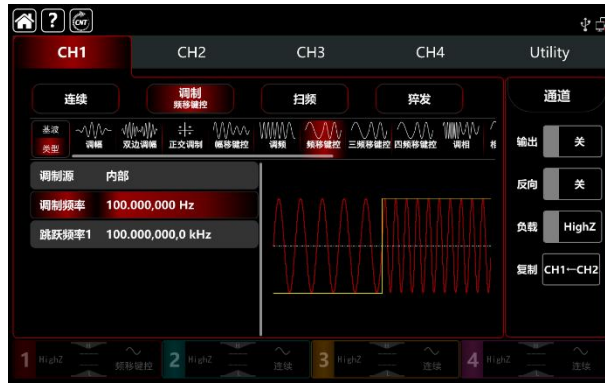 ? CNT
CH1 CH2 CH3 CH4 Utility
连续 调制 扫频 猝发 通道
频移键控
基波
类型 调幅 双边调幅 正交调制 幅移键控 调频 频移键控 三频移键控 四频移键控 调相
输出 关
调制源 内部
反向 关
调制频率 100.000,000 Hz
负载 HighZ
跳跃频率1 100.000,000,0 kHz
复制 CH1←CH2
1 HighZ 频移键控 2 HighZ 连续 3 HighZ 连续 4 HighZ 连续